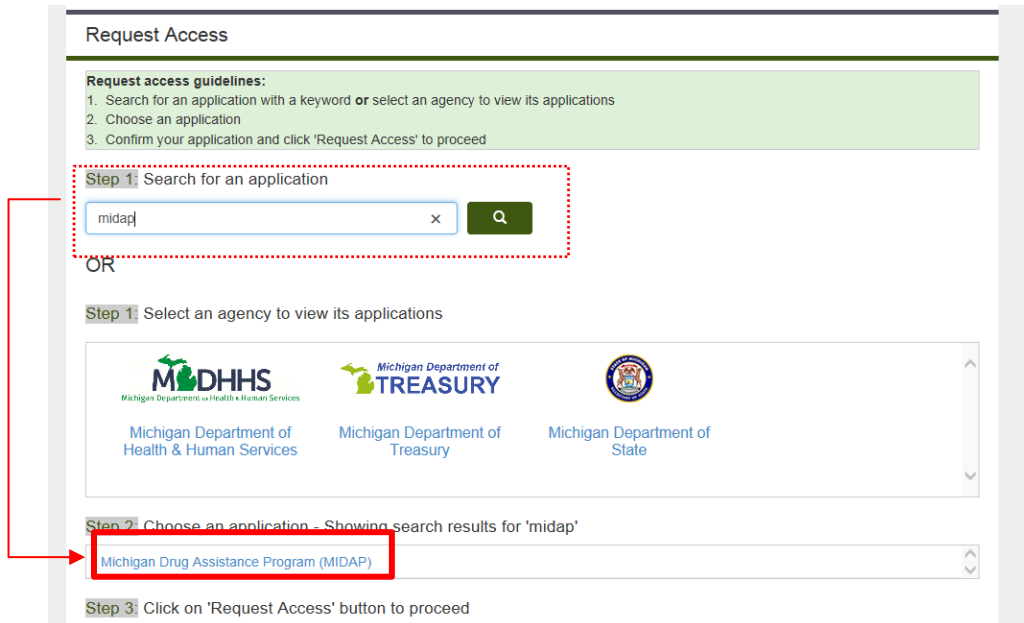 Request Access
Request access guidelines:
1. Search for an application with a keyword or select an agency to view its applications
2. Choose an application
3. Confirm your application and click 'Request Access' to proceed
Step 1: Search for an application
midap
OR
Step 1: Select an agency to view its applications
MDHHS
Michigan Department of Health & Human Services
Michigan Department of
TREASURY
Michigan Department of
Health & Human Services
Michigan Department of
Treasury
Michigan Department of
State
Step 2: Choose an application - Showing search results for 'midap'
Michigan Drug Assistance Program (MIDAP)
Step 3: Click on 'Request Access' button to proceed